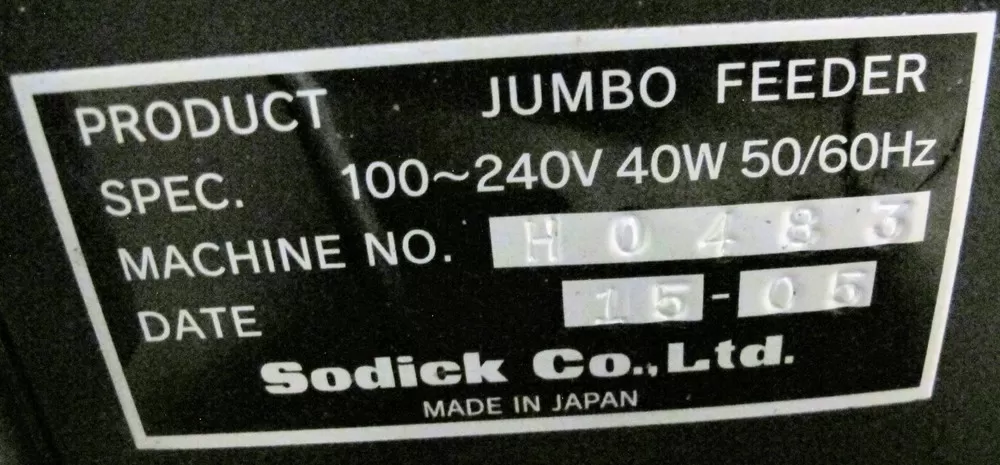 PRODUCT JUMBO FEEDER
SPEC. 100~240V 40W 50/60Hz
MACHINE NO. H0483
DATE 15-05
Sodick Co., Ltd.
MADE IN JAPAN